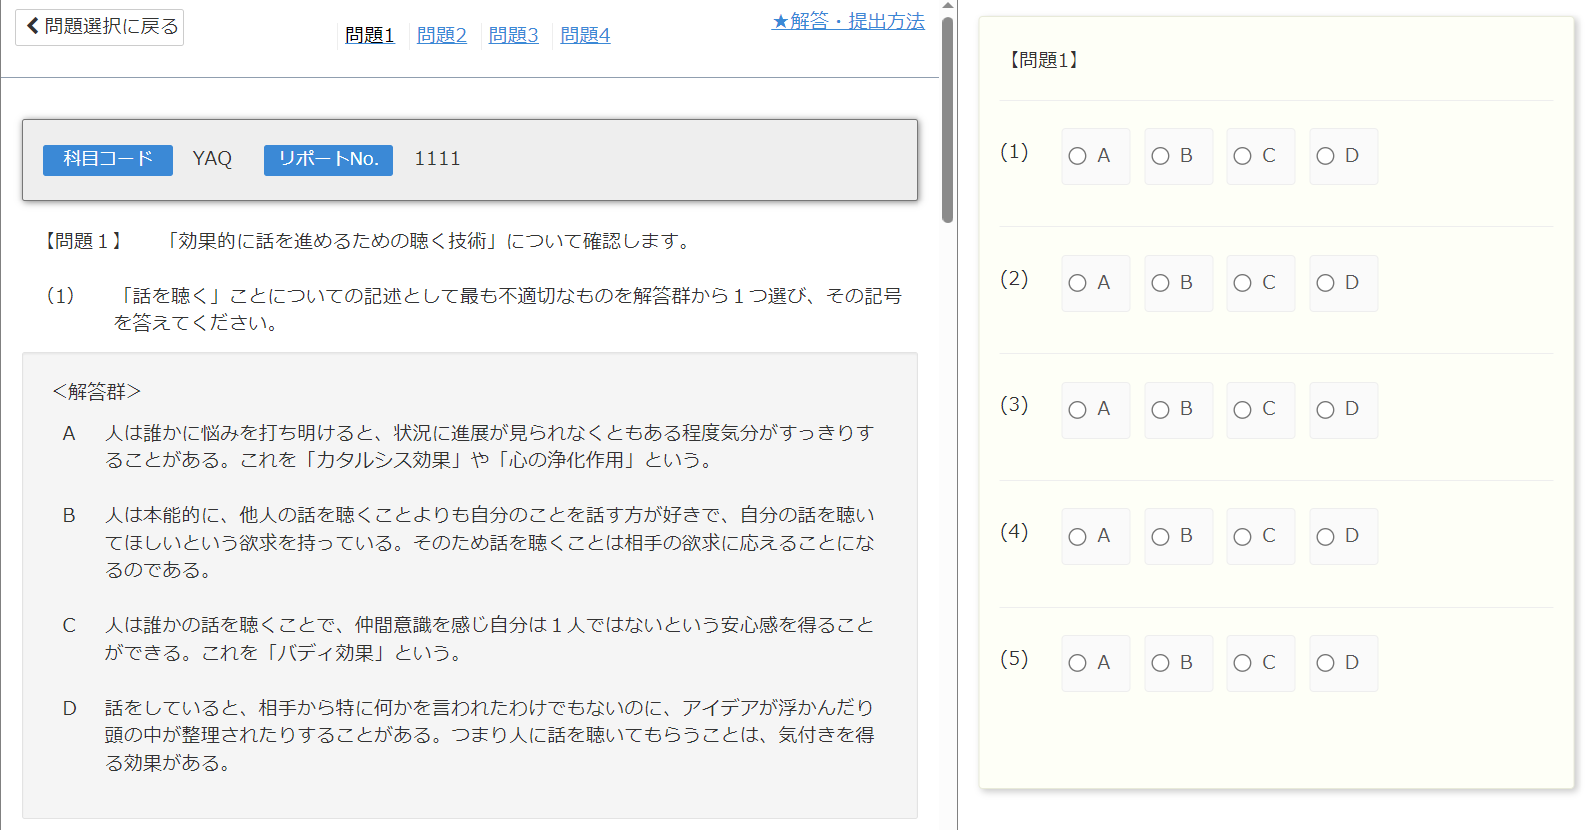 問題選択に戻る
問題1 問題2 問題3 問題4
★解答・提出方法
科目コード YAQ リポートNo. 1111
【問題１】 「効果的に話を進めるための聴く技術」について確認します。
（1） 「話を聴く」ことについての記述として最も不適切なものを解答群から１つ選び、その記号
を答えてください。
＜解答群＞
A 人は誰かに悩みを打ち明けると、状況に進展が見られなくともある程度気分がすっきりす
ることがある。これを「カタルシス効果」や「心の浄化作用」という。
B 人は本能的に、他人の話を聴くことよりも自分のことを話す方が好きで、自分の話を聴い
てほしいという欲求を持っている。そのため話を聴くことは相手の欲求に応えることにな
るのである。
C 人は誰かの話を聴くことで、仲間意識を感じ自分は１人ではないという安心感を得ること
ができる。これを「バディ効果」という。
D 話をしていると、相手から特に何かを言われたわけでもないのに、アイデアが浮かんだり
頭の中が整理されたりすることがある。つまり人に話を聴いてもらうことは、気付きを得
る効果がある。
【問題1】
(1) A B C D
(2) A B C D
(3) A B C D
(4) A B C D
(5) A B C D